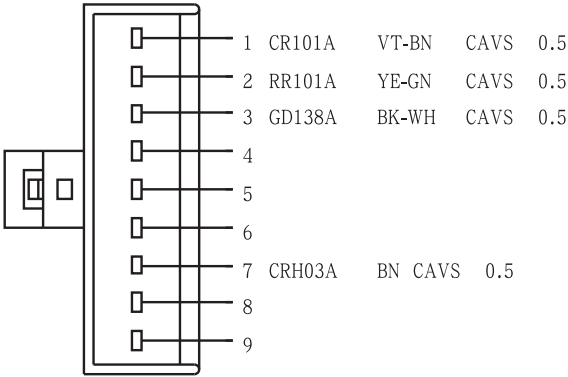 1 CR101A VT-BN CAVS 0.5
2 RR101A YE-GN CAVS 0.5
3 GD138A BK-WH CAVS 0.5
4
5
6
7 CRH03A BN CAVS 0.5
8
9